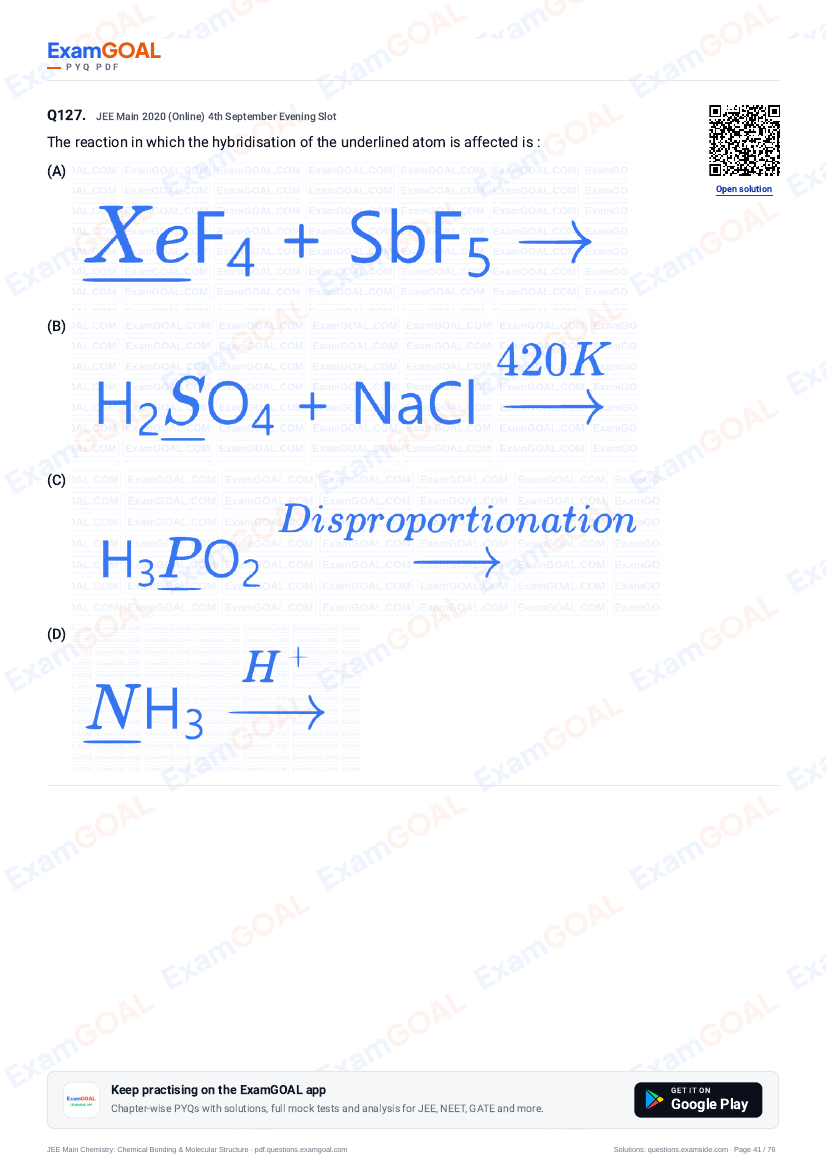 ExamGOAL
PYQ PDF
Q127. JEE Main 2020 (Online) 4th September Evening Slot
The reaction in which the hybridisation of the underlined atom is affected is :
Open solution
(A) XeF₄ + SbF₅ →
(B) H₂SO₄ + NaCl 420K →
(C) H₃PO₂ Disproportionation →
(D) NH₃ H⁺ →
Keep practising on the ExamGOAL app
Chapter-wise PYQs with solutions, full mock tests and analysis for JEE, NEET, GATE and more.
GET IT ON
Google Play
JEE Main Chemistry: Chemical Bonding & Molecular Structure · pdf.questions.examgoal.com
Solutions: questions.examside.com · Page 41 / 76